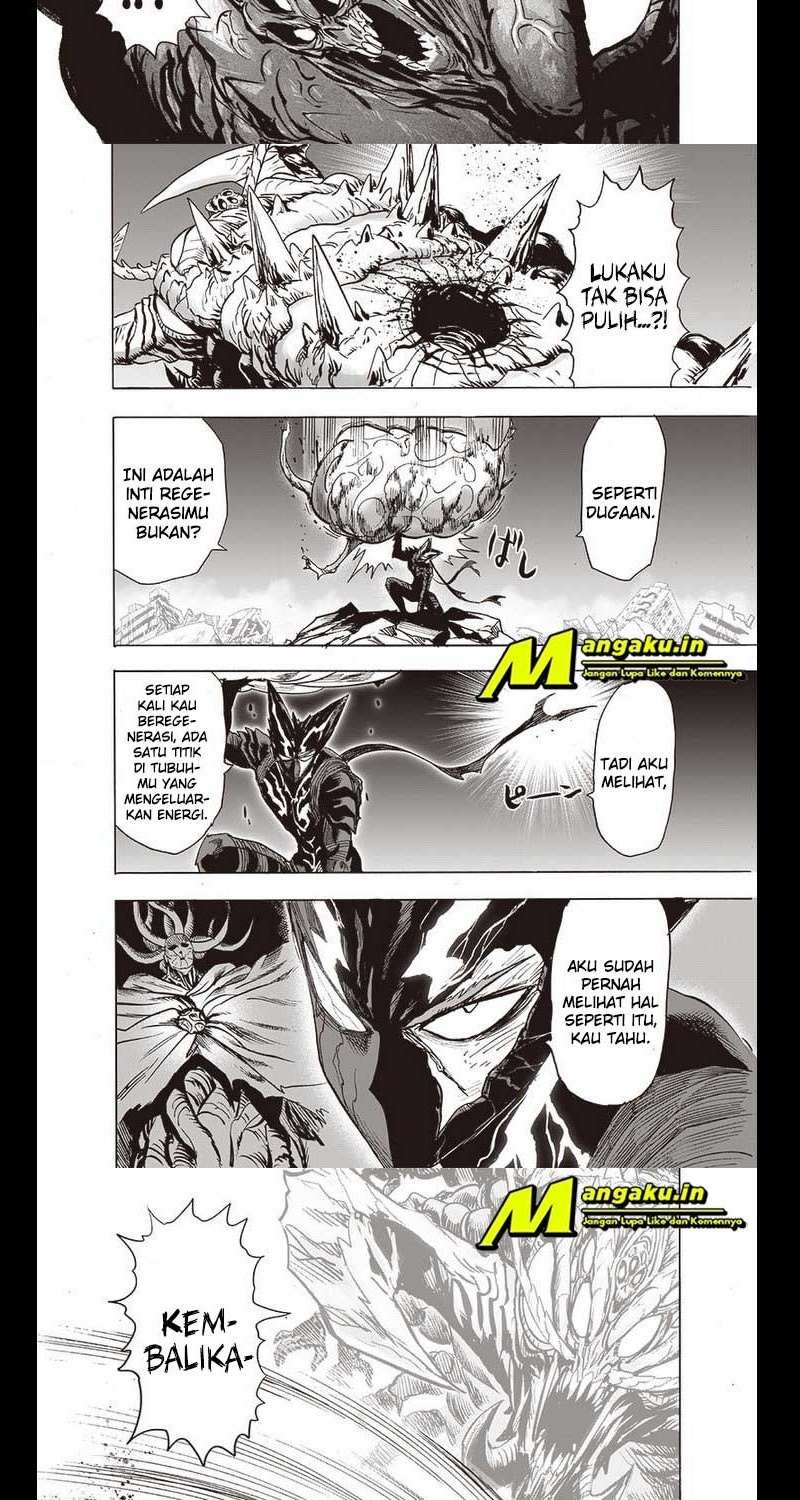 !!?
LUKAKU
TAK BISA
PULIH...?!
SEPERTI
DUGAAN.
INI ADALAH
INTI REGE-
NERASIMU
BUKAN?
ばし
Mangaku.in
Jangan Lupa Like dan Komennya
TADI AKU
MELIHAT,
SETIAP
KALI KAU
BEREGE-
NERASI, ADA
SATU TITIK
DI TUBUH-
MU YANG
MENGELUAR-
KAN ENERGI.
ピーン
AKU SUDAH
PERNAH
MELIHAT HAL
SEPERTI ITU,
KAU TAHU.
Mangaku.in
Jangan Lupa Like dan Komennya
KEM-
BALIKA-